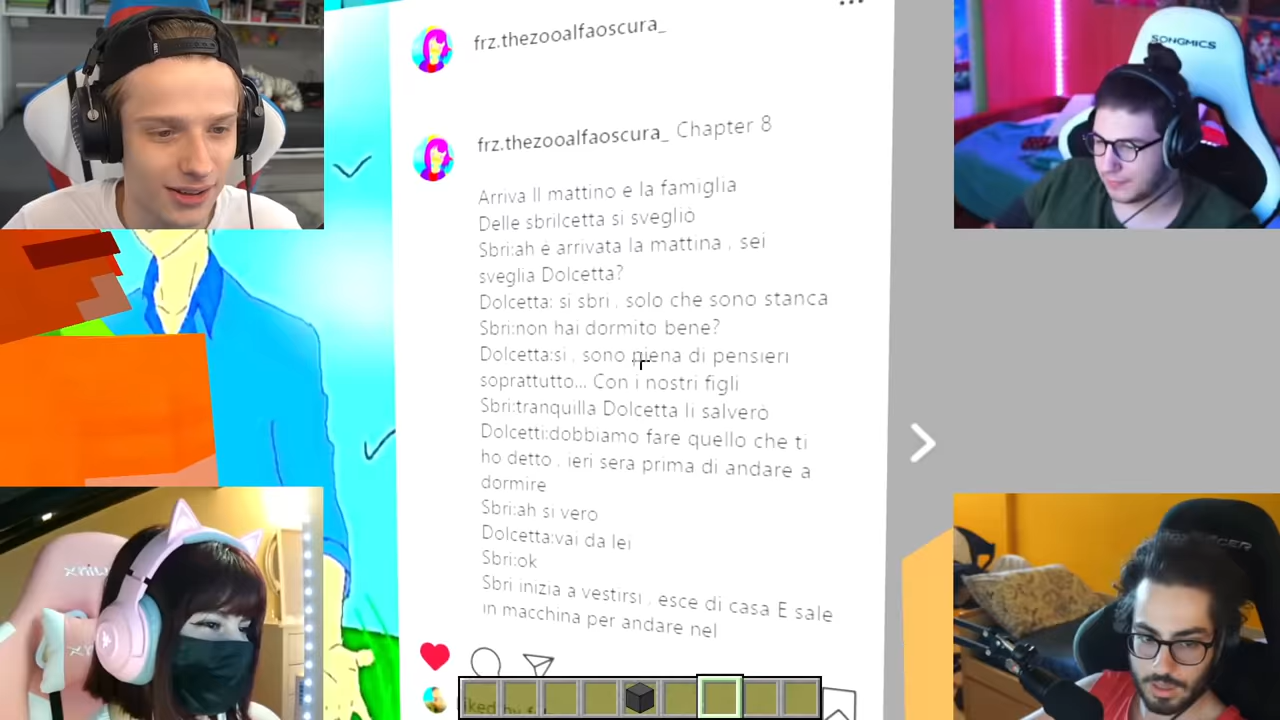 frz.thezooalfaoscura_
frz.thezooalfaoscura_ Chapter 8
Arriva Il mattino e la famiglia
Delle sbrilcetta si svegliò
Sbri:ah è arrivata la mattina , sei
sveglia Dolcetta?
Dolcetta: si sbri , solo che sono stanca
Sbri:non hai dormito bene?
Dolcetta:si , sono piena di pensieri
soprattutto... Con i nostri figli
Sbri:tranquilla Dolcetta li salverò
Dolcetti:dobbiamo fare quello che ti
ho detto , ieri sera prima di andare a
dormire
Sbri:ah si vero
Dolcetta:vai da lei
Sbri:ok
Sbri inizia a vestirsi , esce di casa E sale
in macchina per andare nel
SONGMICS